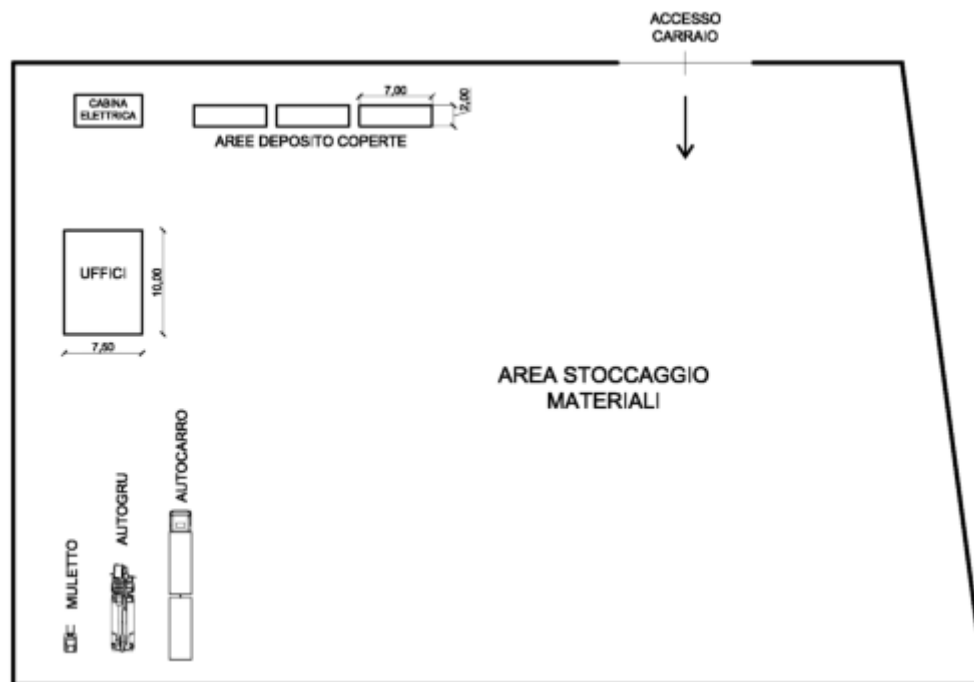 ACCESSO
CARRAIO
CABINA
ELETTRICA
7,00
2,00
AREE DEPOSITO COPERTE
UFFICI
10,00
7,50
AREA STOCCAGGIO
MATERIALI
MULETTO
AUTOGRU
AUTOCARRO